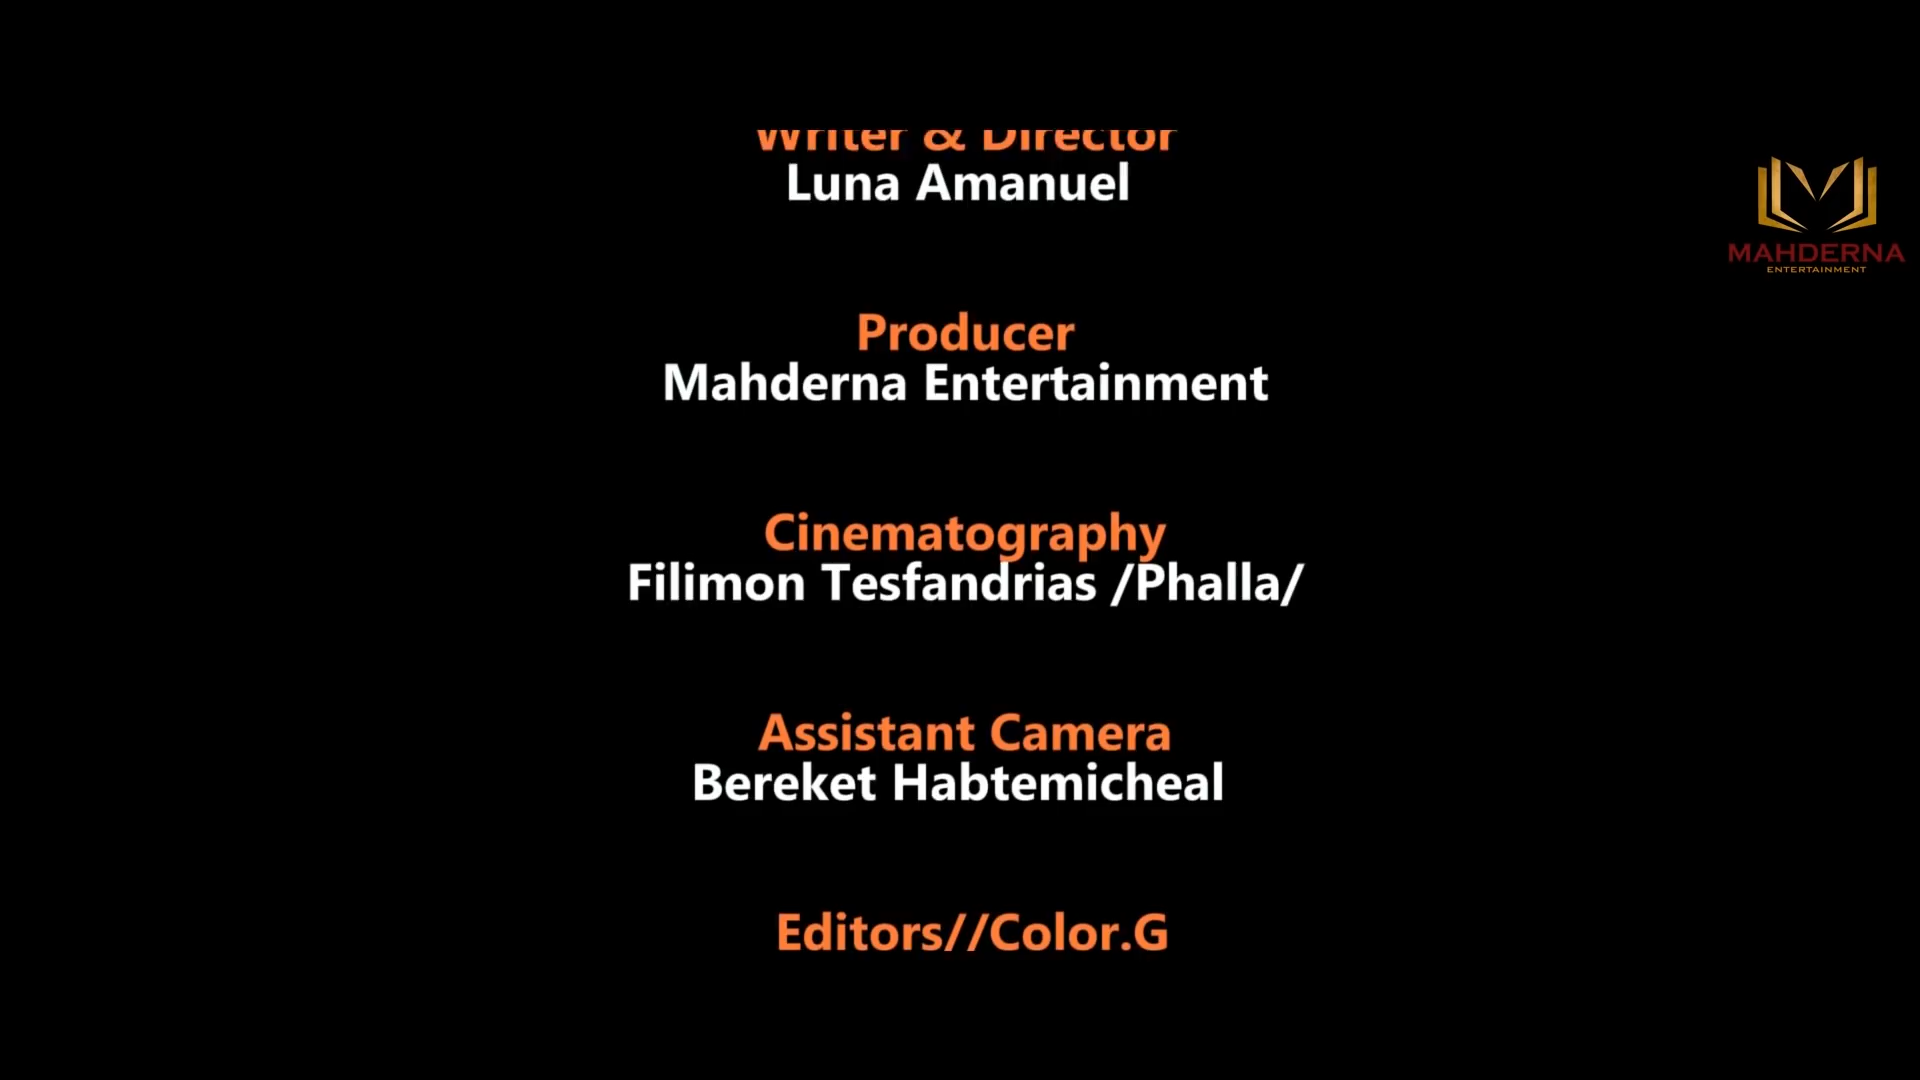 Writer & Director
Luna Amanuel
MAHDERNA
ENTERTAINMENT
Producer
Mahderna Entertainment
Cinematography
Filimon Tesfandrias /Phalla/
Assistant Camera
Bereket Habtemicheal
Editors//Color.G